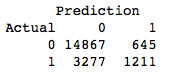 Prediction
Actual 0 1
0 14867 645
1 3277 1211